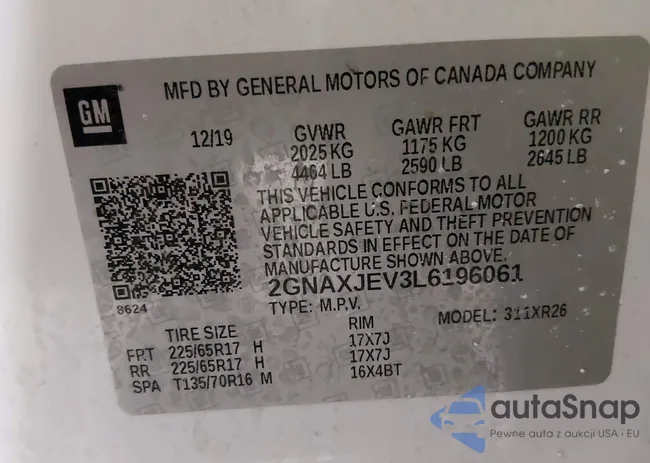 GM
MFD BY GENERAL MOTORS OF CANADA COMPANY
12/19 GVWR GAWR FRT GAWR RR
2025 KG 1175 KG 1200 KG
4464 LB 2590 LB 2645 LB
THIS VEHICLE CONFORMS TO ALL
APPLICABLE U.S. FEDERAL MOTOR
VEHICLE SAFETY AND THEFT PREVENTION
STANDARDS IN EFFECT ON THE DATE OF
MANUFACTURE SHOWN ABOVE.
8624
2GNAXJEV3L6196061
TYPE: M.P.V. MODEL: 311XR26
TIRE SIZE RIM
FRT 225/65R17 H 17X7J
RR 225/65R17 H 17X7J
SPA T135/70R16 M 16X4BT
autaSnap
Pewne auta z aukcji USA i EU